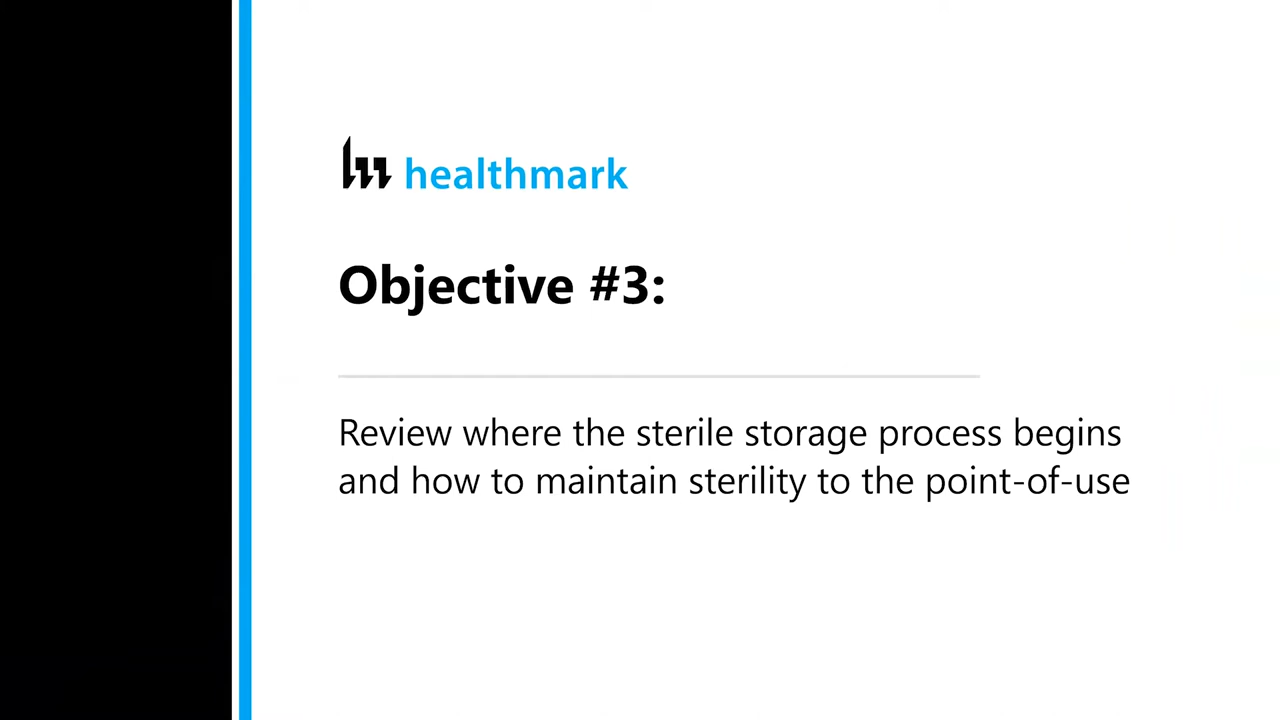 healthmark
Objective #3:
Review where the sterile storage process begins
and how to maintain sterility to the point-of-use